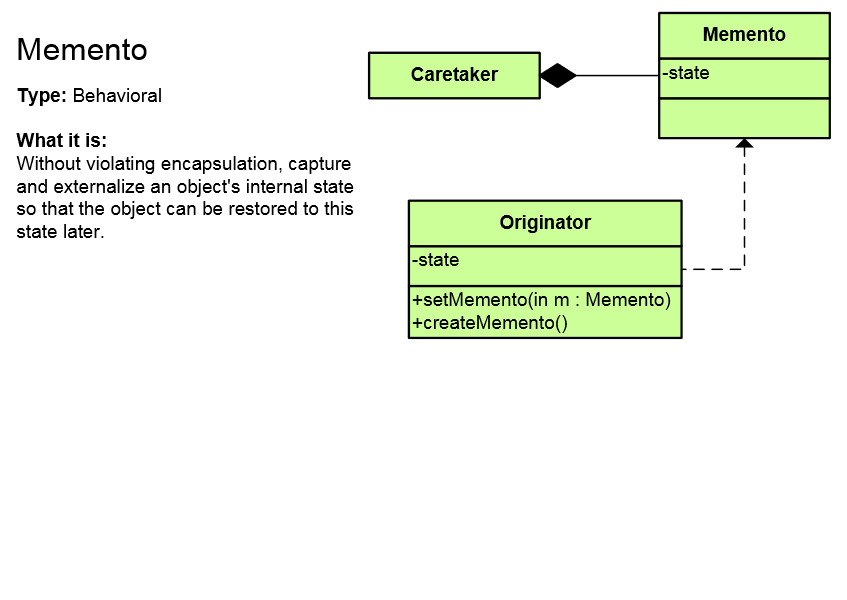 Memento
Type: Behavioral
What it is:
Without violating encapsulation, capture
and externalize an object's internal state
so that the object can be restored to this
state later.
Caretaker
Memento
-state
Originator
-state
+setMemento(in m : Memento)
+createMemento()